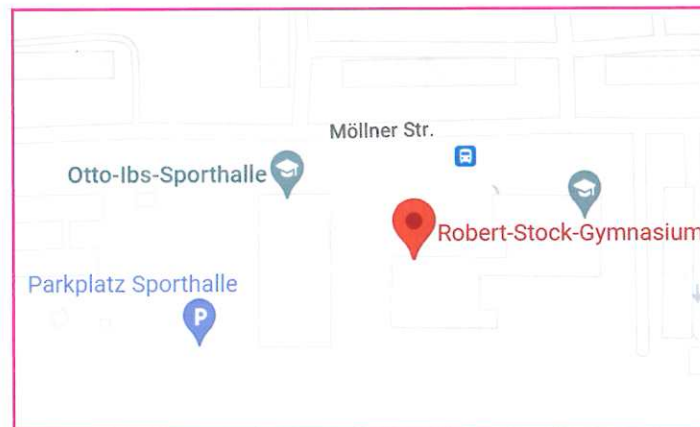 Möllner Str.
Otto-Ibs-Sporthalle
Robert-Stock-Gymnasium
Parkplatz Sporthalle
P